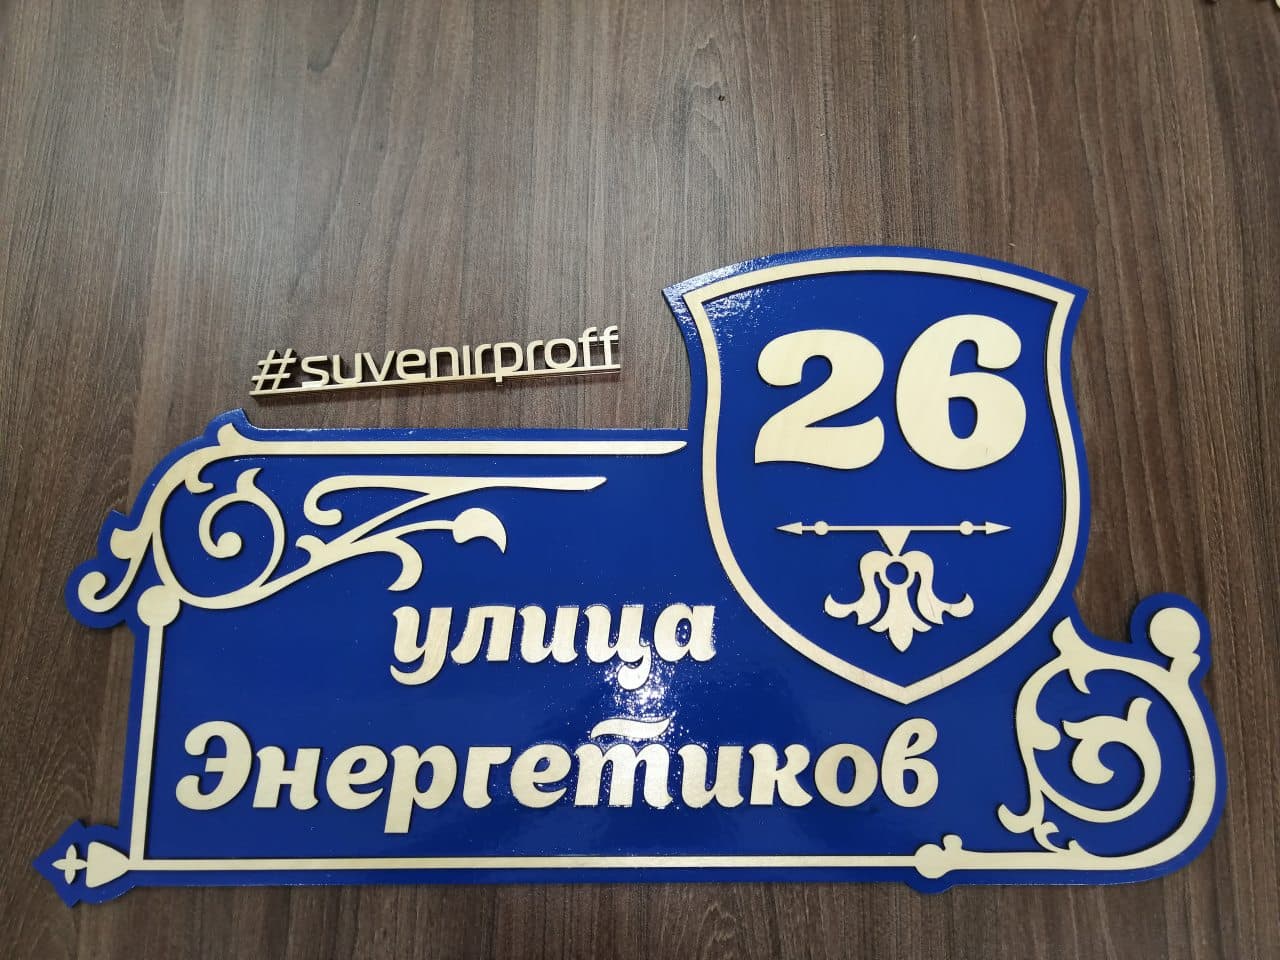 26
#suvenirproff
улица
Энергетиков